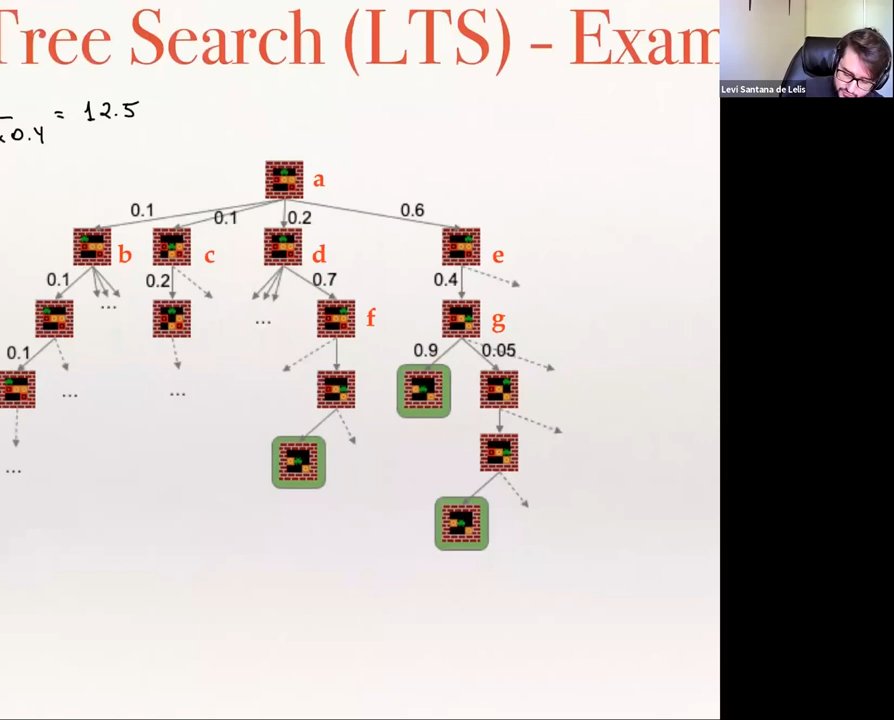 Tree Search (LTS) - Exam
Levi Santana de Lelis
= 12.5
x 0.4
a
0.1
0.1
0.2
0.6
b
c
d
e
0.1
...
0.2
0.7
0.4
...
f
g
0.1
0.9
0.05
...
...
...